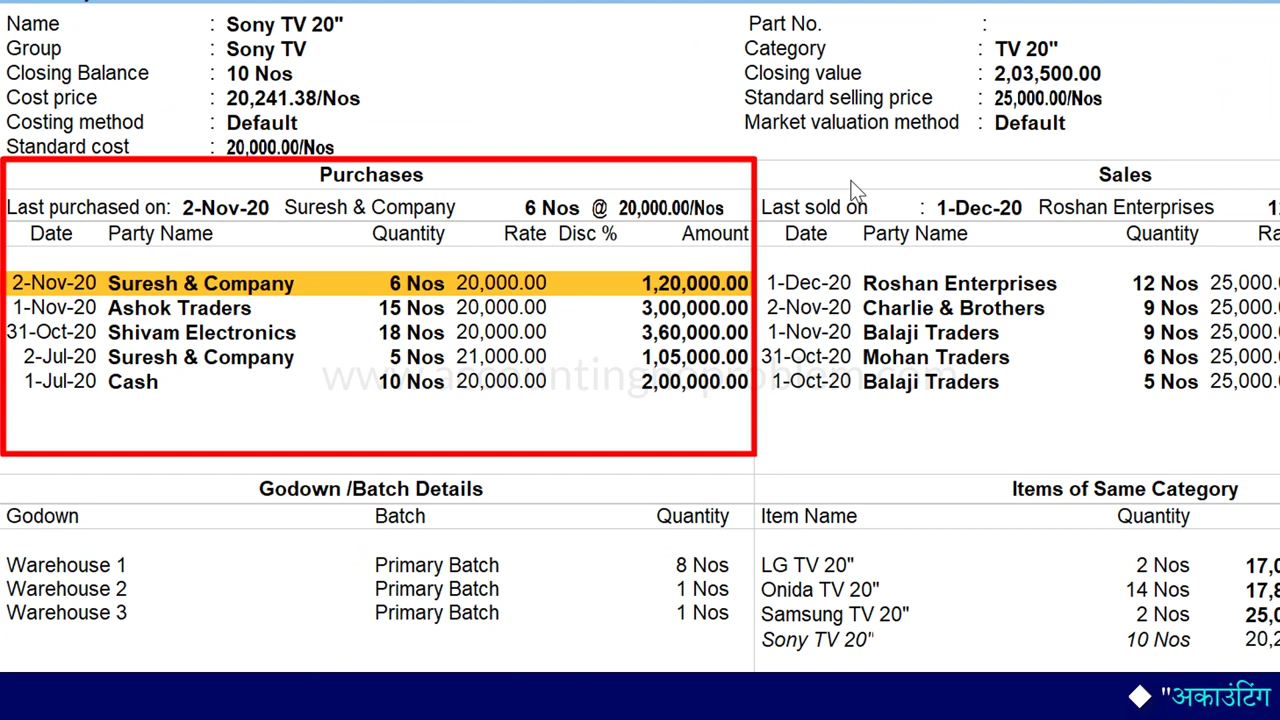 Name : Sony TV 20" Part No. :
Group : Sony TV Category : TV 20"
Closing Balance : 10 Nos Closing value : 2,03,500.00
Cost price : 20,241.38/Nos Standard selling price : 25,000.00/Nos
Costing method : Default Market valuation method : Default
Standard cost : 20,000.00/Nos
Purchases
Last purchased on: 2-Nov-20 Suresh & Company 6 Nos @ 20,000.00/Nos
Date Party Name Quantity Rate Disc % Amount
2-Nov-20 Suresh & Company 6 Nos 20,000.00 1,20,000.00
1-Nov-20 Ashok Traders 15 Nos 20,000.00 3,00,000.00
31-Oct-20 Shivam Electronics 18 Nos 20,000.00 3,60,000.00
2-Jul-20 Suresh & Company 5 Nos 21,000.00 1,05,000.00
1-Jul-20 Cash 10 Nos 20,000.00 2,00,000.00
Sales
Last sold on : 1-Dec-20 Roshan Enterprises
Date Party Name Quantity
1-Dec-20 Roshan Enterprises 12 Nos 25,000.
2-Nov-20 Charlie & Brothers 9 Nos 25,000.
1-Nov-20 Balaji Traders 9 Nos 25,000.
31-Oct-20 Mohan Traders 6 Nos 25,000.
1-Oct-20 Balaji Traders 5 Nos 25,000.
Godown /Batch Details
Godown Batch Quantity
Warehouse 1 Primary Batch 8 Nos
Warehouse 2 Primary Batch 1 Nos
Warehouse 3 Primary Batch 1 Nos
Items of Same Category
Item Name Quantity
LG TV 20" 2 Nos
Onida TV 20" 14 Nos
Samsung TV 20" 2 Nos
Sony TV 20" 10 Nos
"अकाउंटिंग